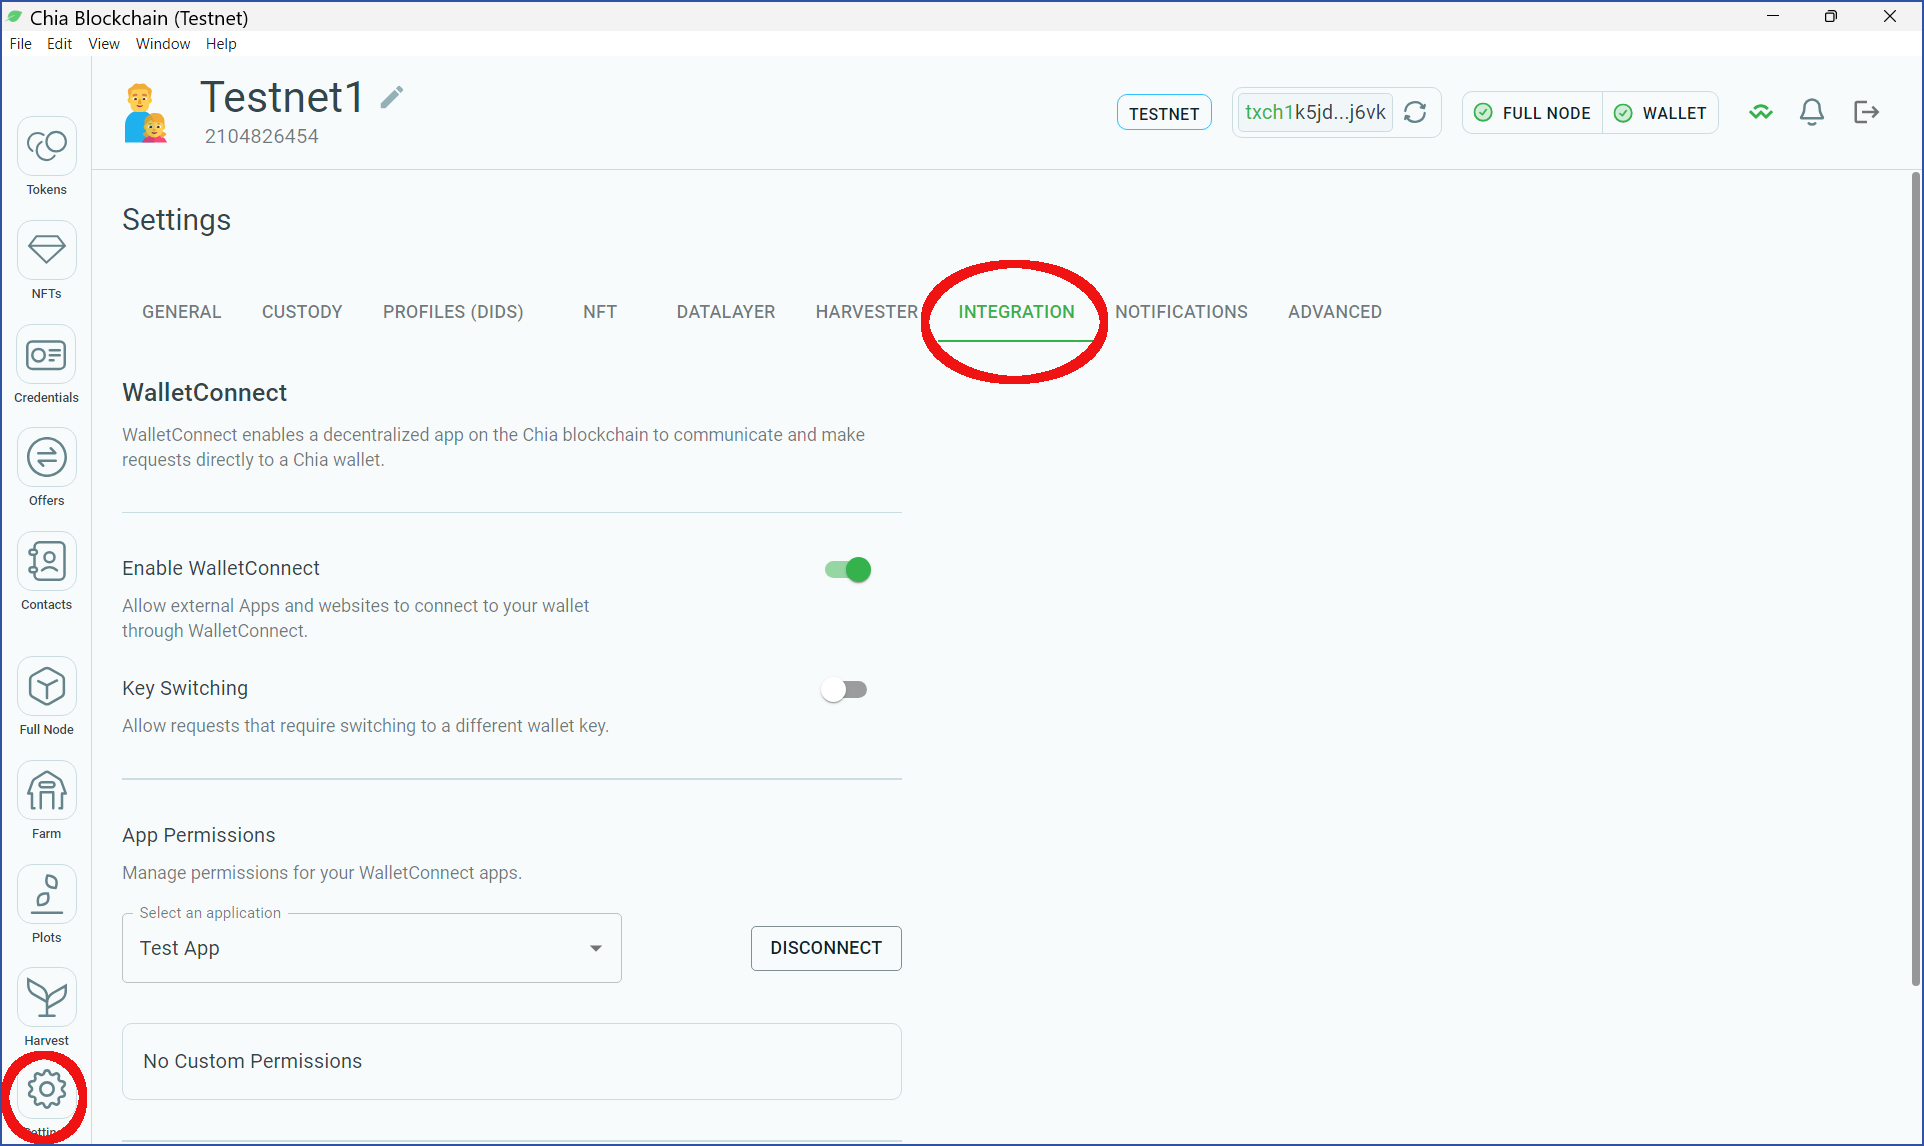 Chia Blockchain (Testnet)
File Edit View Window Help
Testnet1
2104826454
TESTNET
txch1k5jd...j6vk
FULL NODE
WALLET
Tokens
NFTs
Credentials
Offers
Contacts
Full Node
Farm
Plots
Harvest
Settings
GENERAL CUSTODY PROFILES (DIDS) NFT DATALAYER HARVESTER INTEGRATION NOTIFICATIONS ADVANCED
WalletConnect
WalletConnect enables a decentralized app on the Chia blockchain to communicate and make
requests directly to a Chia wallet.
Enable WalletConnect
Allow external Apps and websites to connect to your wallet
through WalletConnect.
Key Switching
Allow requests that require switching to a different wallet key.
App Permissions
Manage permissions for your WalletConnect apps.
Select an application
Test App
DISCONNECT
No Custom Permissions